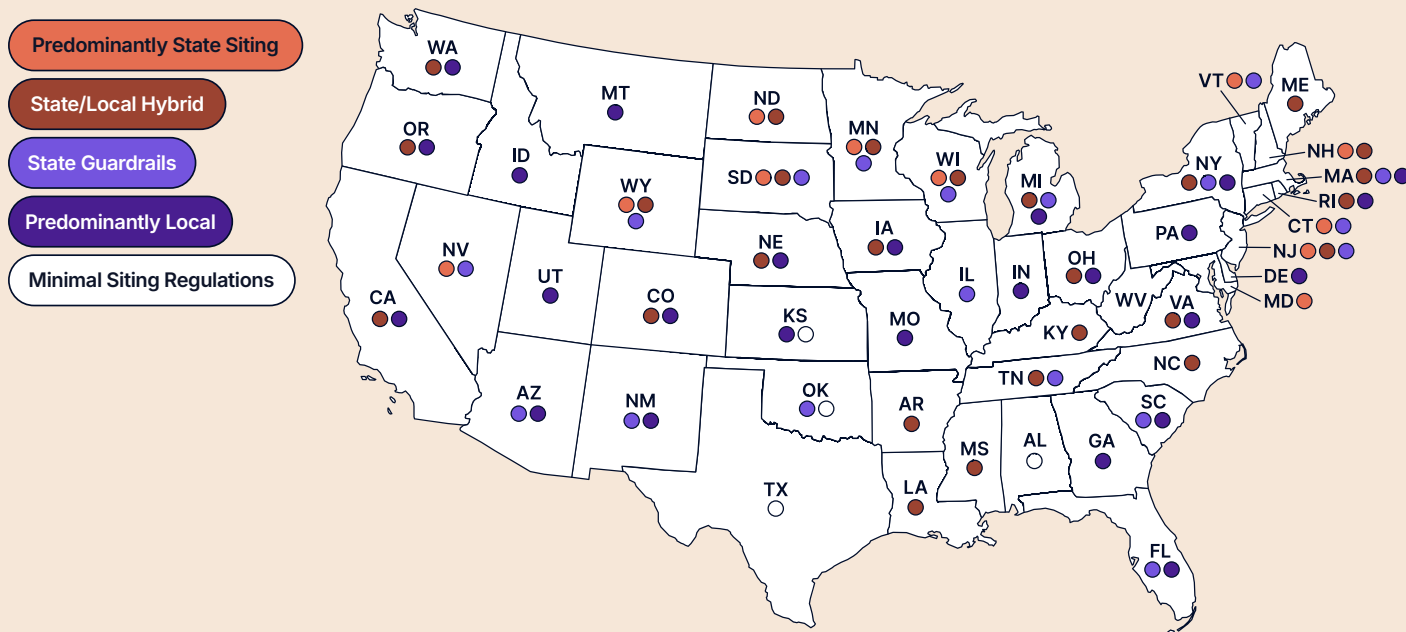 Predominantly State Siting
State/Local Hybrid
State Guardrails
Predominantly Local
Minimal Siting Regulations
WA
MT
ND
MN
VT
ME
OR
ID
WY
SD
WI
MI
NY
NH
MA
RI
CT
NJ
DE
MD
NV
UT
CO
NE
IA
IL
IN
OH
PA
WV
VA
CA
KS
MO
KY
NC
AZ
NM
OK
AR
TN
SC
MS
AL
GA
TX
LA
FL